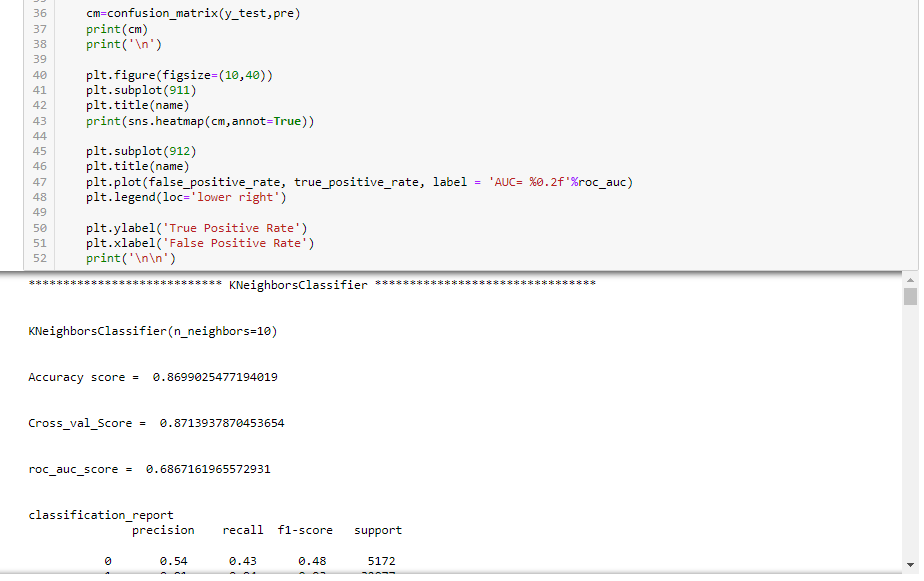 36 cm=confusion_matrix(y_test,pre)
37 print(cm)
38 print('\n')
39
40 plt.figure(figsize=(10,40))
41 plt.subplot(911)
42 plt.title(name)
43 print(sns.heatmap(cm,annot=True))
44
45 plt.subplot(912)
46 plt.title(name)
47 plt.plot(false_positive_rate, true_positive_rate, label = 'AUC= %0.2f'%roc_auc)
48 plt.legend(loc='lower right')
49
50 plt.ylabel('True Positive Rate')
51 plt.xlabel('False Positive Rate')
52 print('\n\n')
**************************** KNeighborsClassifier ********************************
KNeighborsClassifier(n_neighbors=10)
Accuracy score = 0.8699025477194019
Cross_val_Score = 0.8713937870453654
roc_auc_score = 0.6867161965572931
classification_report
precision recall f1-score support
0 0.54 0.43 0.48 5172